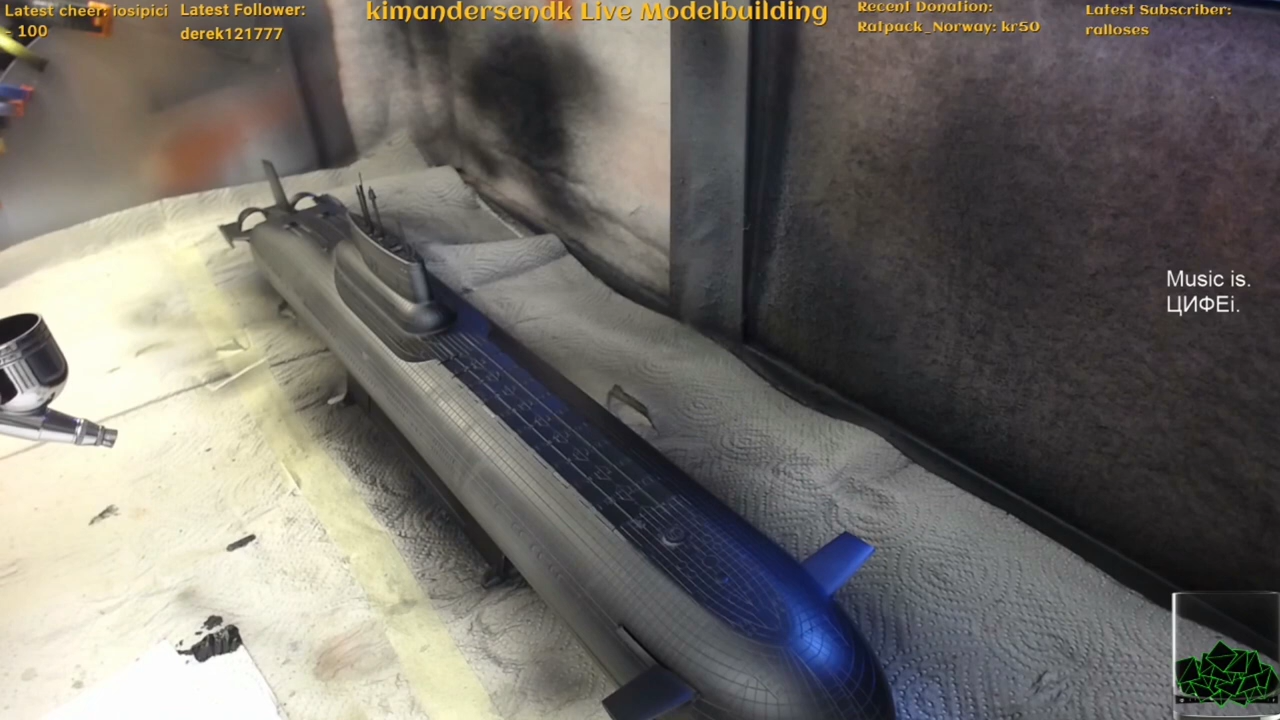 Latest cheer: iosipici
- 100
Latest Follower:
derek121777
kimandersendk Live Modelbuilding
Recent Donation:
Ratpack_Norway: kr50
Latest Subscriber:
ralloses
Music is.
ЦИФЕі.